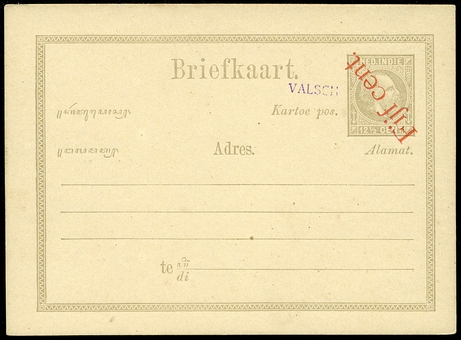 Briefkaart.
NED. INDIE
Vijf cent.
VALSCH
Kartoe pos.
12½ CENT
Adres.
Alamat.
te
di